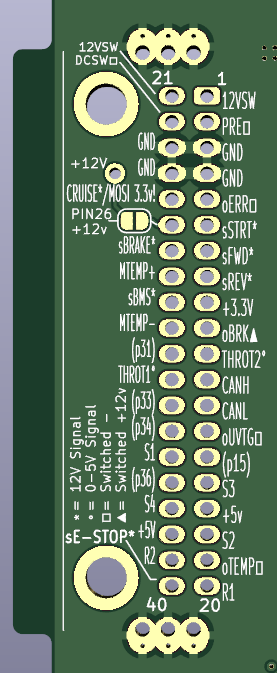 12VSW
DCSW□
21 1
12VSW
PRE□
GND GND
+12V
GND GND
CRUISE*/MOSI 3.3v! oERR□
PIN26
+12v
sSTRT*
sBRAKE* sFWD*
MTEMP+ sREV*
sBMS* +3.3V
MTEMP- oBRK▲
(p31) THROT2°
THROT1° CANH
(p33) CANL
(p34) oUVTG□
S1 (p15)
(p36) S3
S4 +5v
+5v S2
R2 oTEMP□
R1
* = 12V Signal
° = 0-5V Signal
□ = Switched -
▲ = Switched +12v
sE-STOP*
40 20